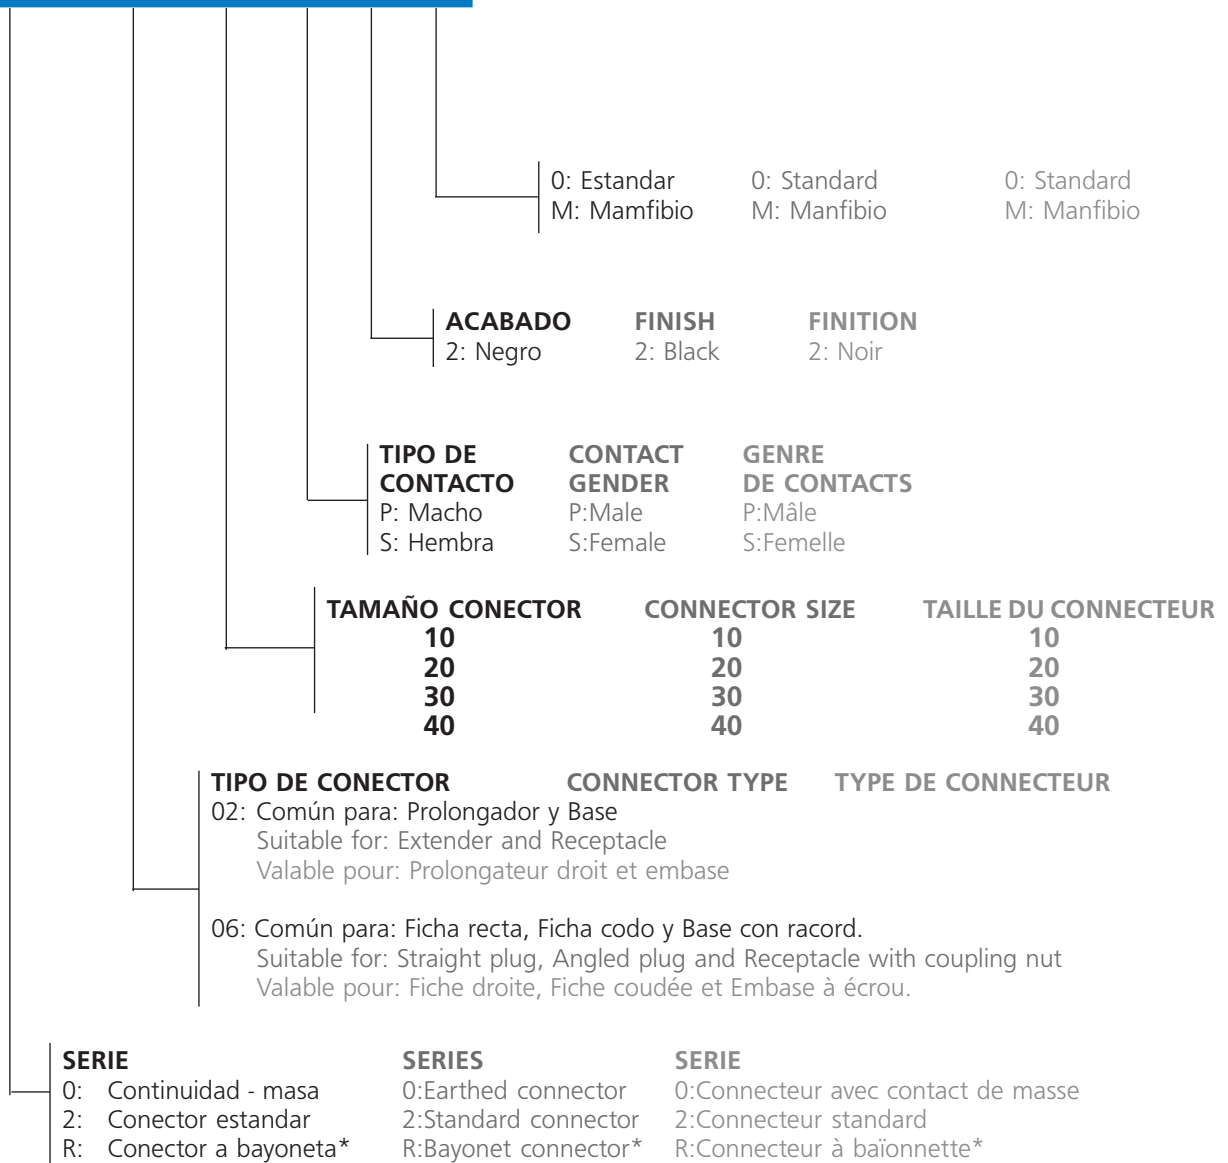 0: Estandar 0: Standard 0: Standard
M: Mamfibio M: Manfibio M: Manfibio
ACABADO FINISH FINITION
2: Negro 2: Black 2: Noir
TIPO DE CONTACT GENRE
CONTACTO GENDER DE CONTACTS
P: Macho P:Male P:Mâle
S: Hembra S:Female S:Femelle
TAMAÑO CONECTOR CONNECTOR SIZE TAILLE DU CONNECTEUR
10 10 10
20 20 20
30 30 30
40 40 40
TIPO DE CONECTOR CONNECTOR TYPE TYPE DE CONNECTEUR
02: Común para: Prolongador y Base
Suitable for: Extender and Receptacle
Valable pour: Prolongateur droit et embase
06: Común para: Ficha recta, Ficha codo y Base con racord.
Suitable for: Straight plug, Angled plug and Receptacle with coupling nut
Valable pour: Fiche droite, Fiche coudée et Embase à écrou.
SERIE SERIES SERIE
0: Continuidad - masa 0:Earthed connector 0:Connecteur avec contact de masse
2: Conector estandar 2:Standard connector 2:Connecteur standard
R: Conector a bayoneta* R:Bayonet connector* R:Connecteur à baïonnette*